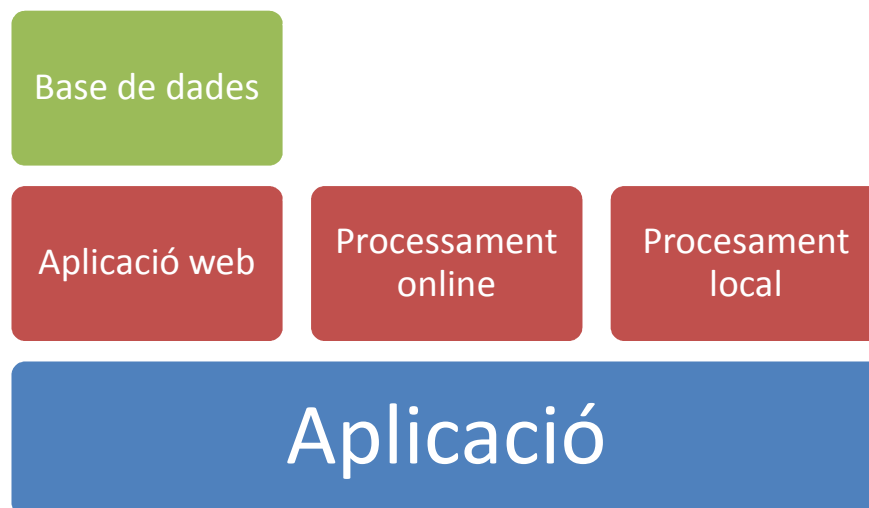 Base de dades
Aplicació web
Processament
online
Procesament
local
Aplicació